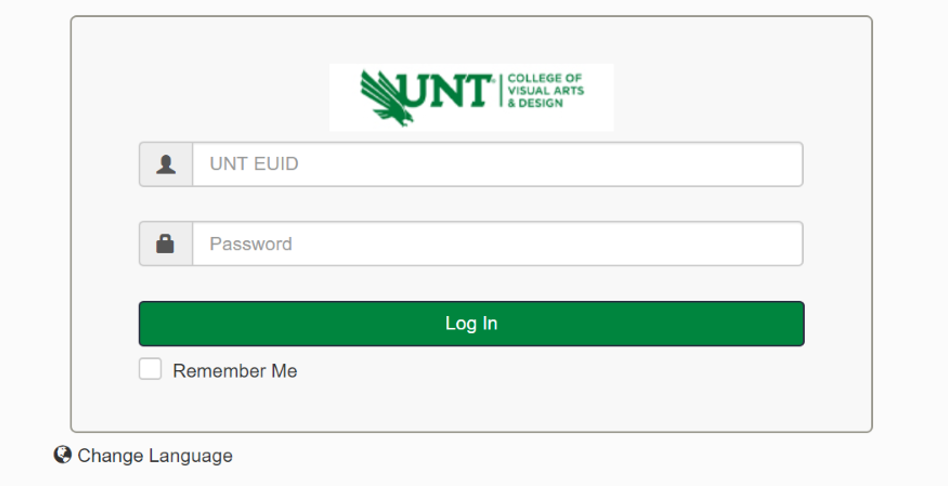 UNT
COLLEGE OF
VISUAL ARTS
& DESIGN
UNT EUID
Password
Log In
Remember Me
Change Language